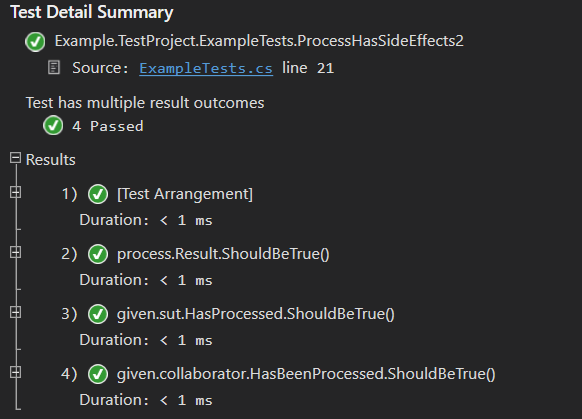 Test Detail Summary
Example.TestProject.ExampleTests.ProcessHasSideEffects2
Source: ExampleTests.cs line 21
Test has multiple result outcomes
4 Passed
Results
1) [Test Arrangement]
Duration: < 1 ms
2) process.Result.ShouldBeTrue()
Duration: < 1 ms
3) given.sut.HasProcessed.ShouldBeTrue()
Duration: < 1 ms
4) given.collaborator.HasBeenProcessed.ShouldBeTrue()
Duration: < 1 ms